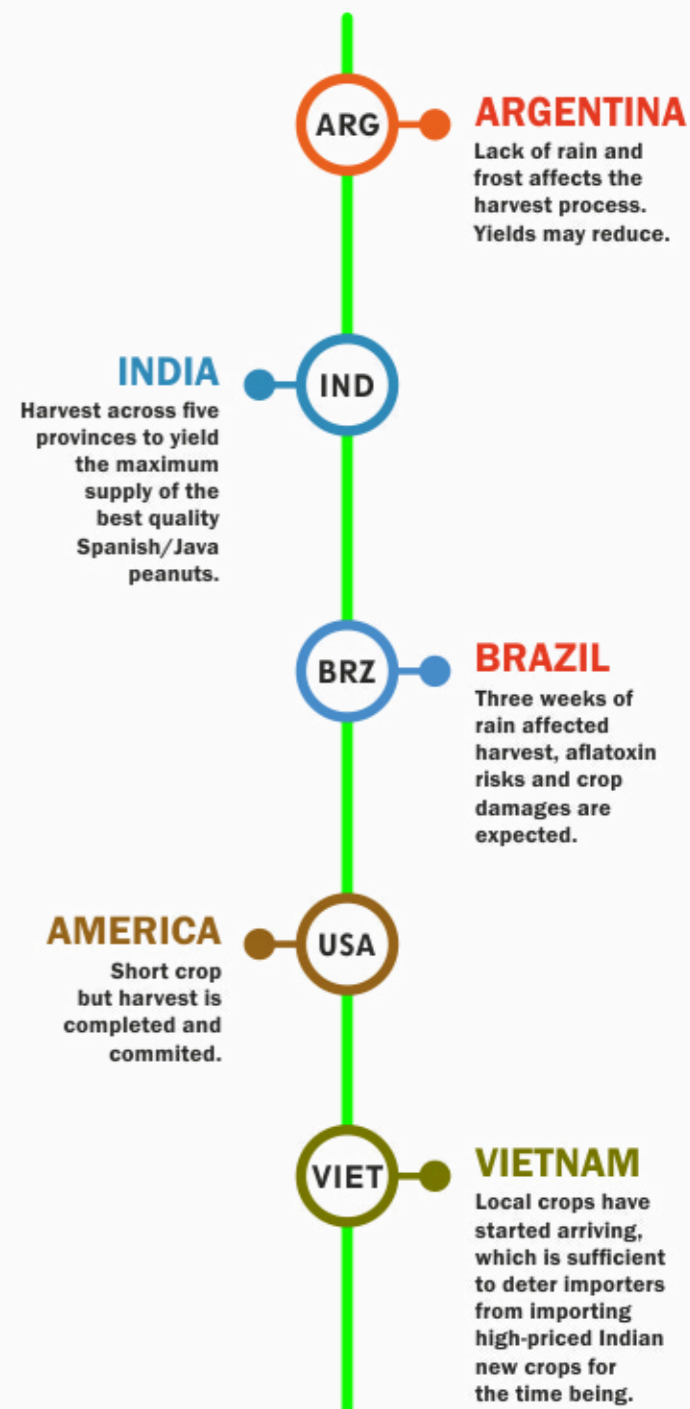 ARG
ARGENTINA
Lack of rain and
frost affects the
harvest process.
Yields may reduce.
INDIA
IND
Harvest across five
provinces to yield
the maximum
supply of the
best quality
Spanish/Java
peanuts.
BRZ
BRAZIL
Three weeks of
rain affected
harvest, aflatoxin
risks and crop
damages are
expected.
AMERICA
USA
Short crop
but harvest is
completed and
commited.
VIET
VIETNAM
Local crops have
started arriving,
which is sufficient
to deter importers
from importing
high-priced Indian
new crops for
the time being.